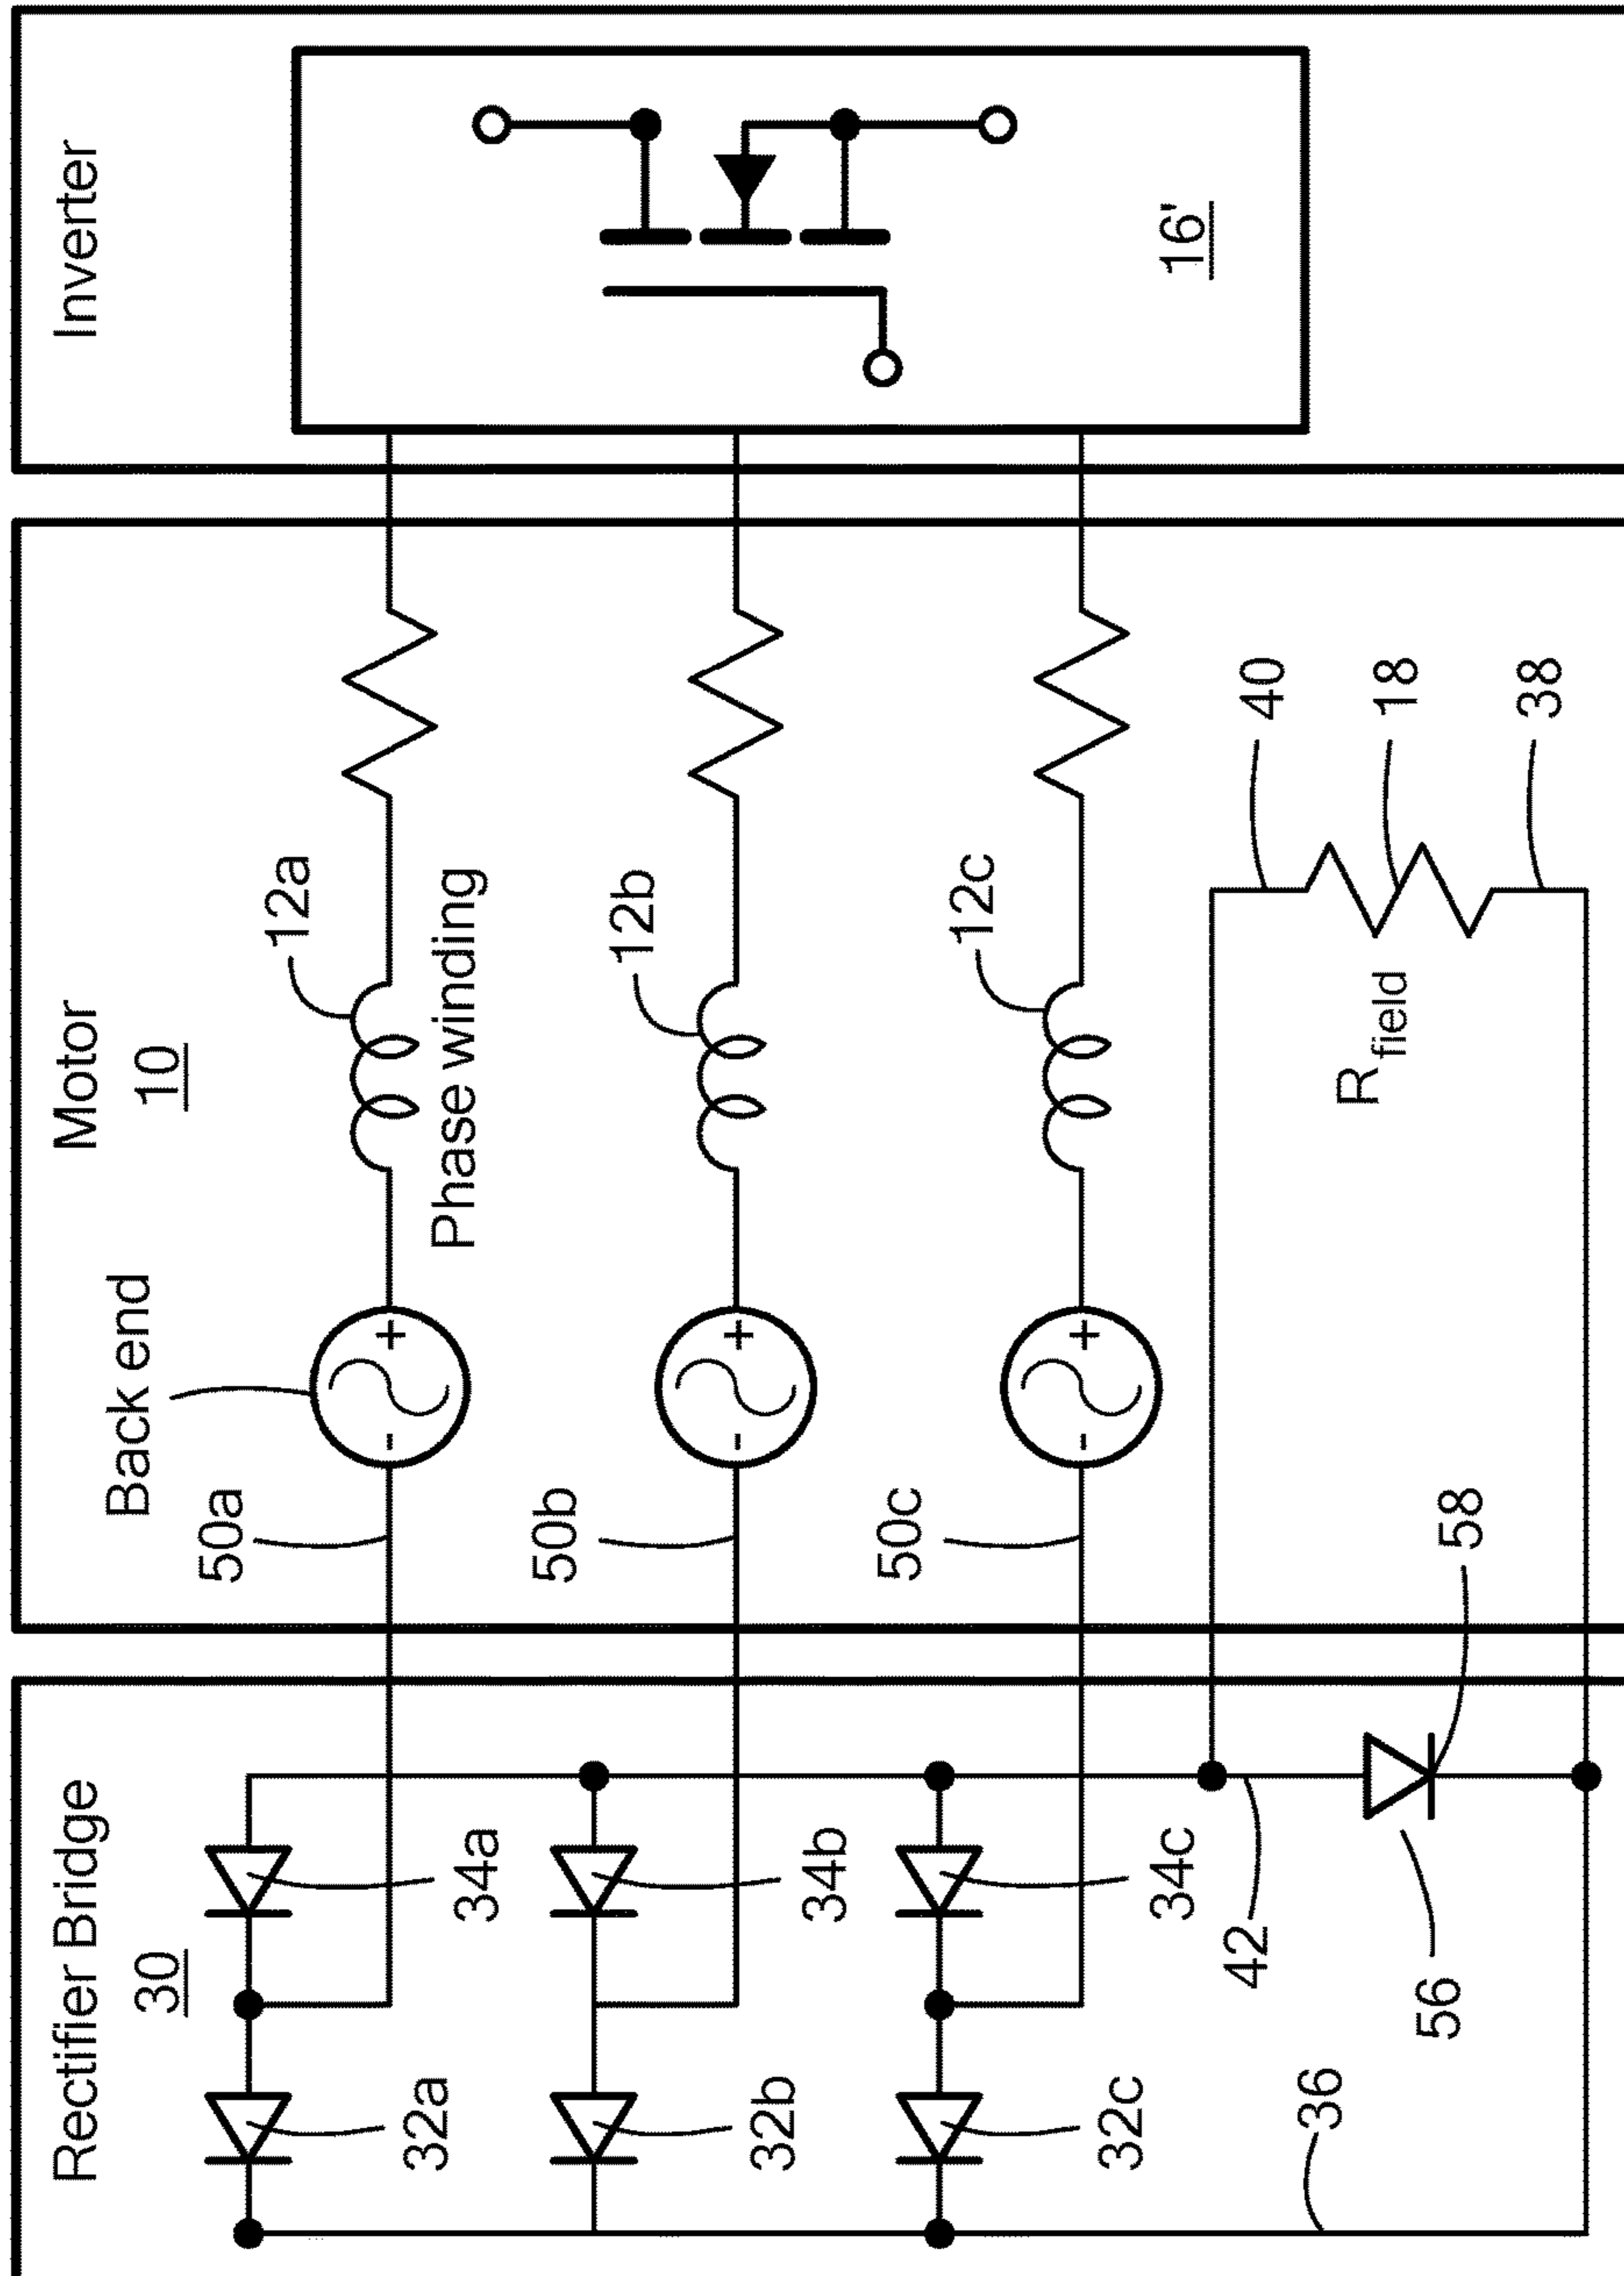 Rectifier Bridge
30
Motor
10
Inverter
Back end
50a
12a
Phase winding
32a
34a
50b
12b
32b
34b
50c
12c
32c
34c
16'
42
40
36
R field
18
56
58
38
+
-
+
-
+
-